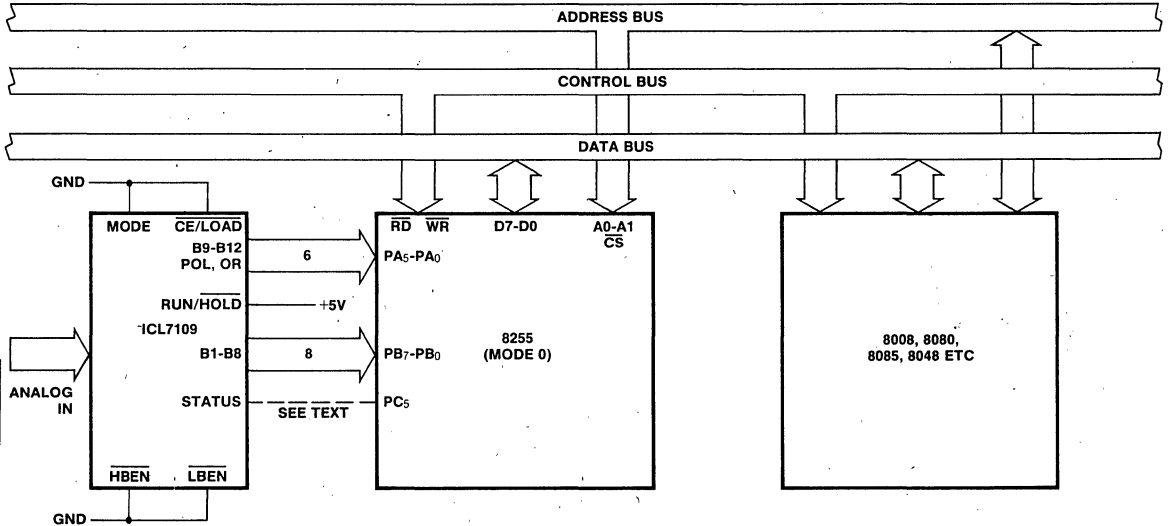 ADDRESS BUS
CONTROL BUS
DATA BUS
GND
MODE
CE/LOAD
B9-B12
POL, OR
6
RUN/HOLD
+5V
ICL7109
B1-B8
8
ANALOG
IN
STATUS
SEE TEXT
HBEN
LBEN
GND
RD WR
D7-D0
A0-A1
CS
PA5-PA0
8255
(MODE 0)
PB7-PB0
PC5
8008, 8080,
8085, 8048 ETC